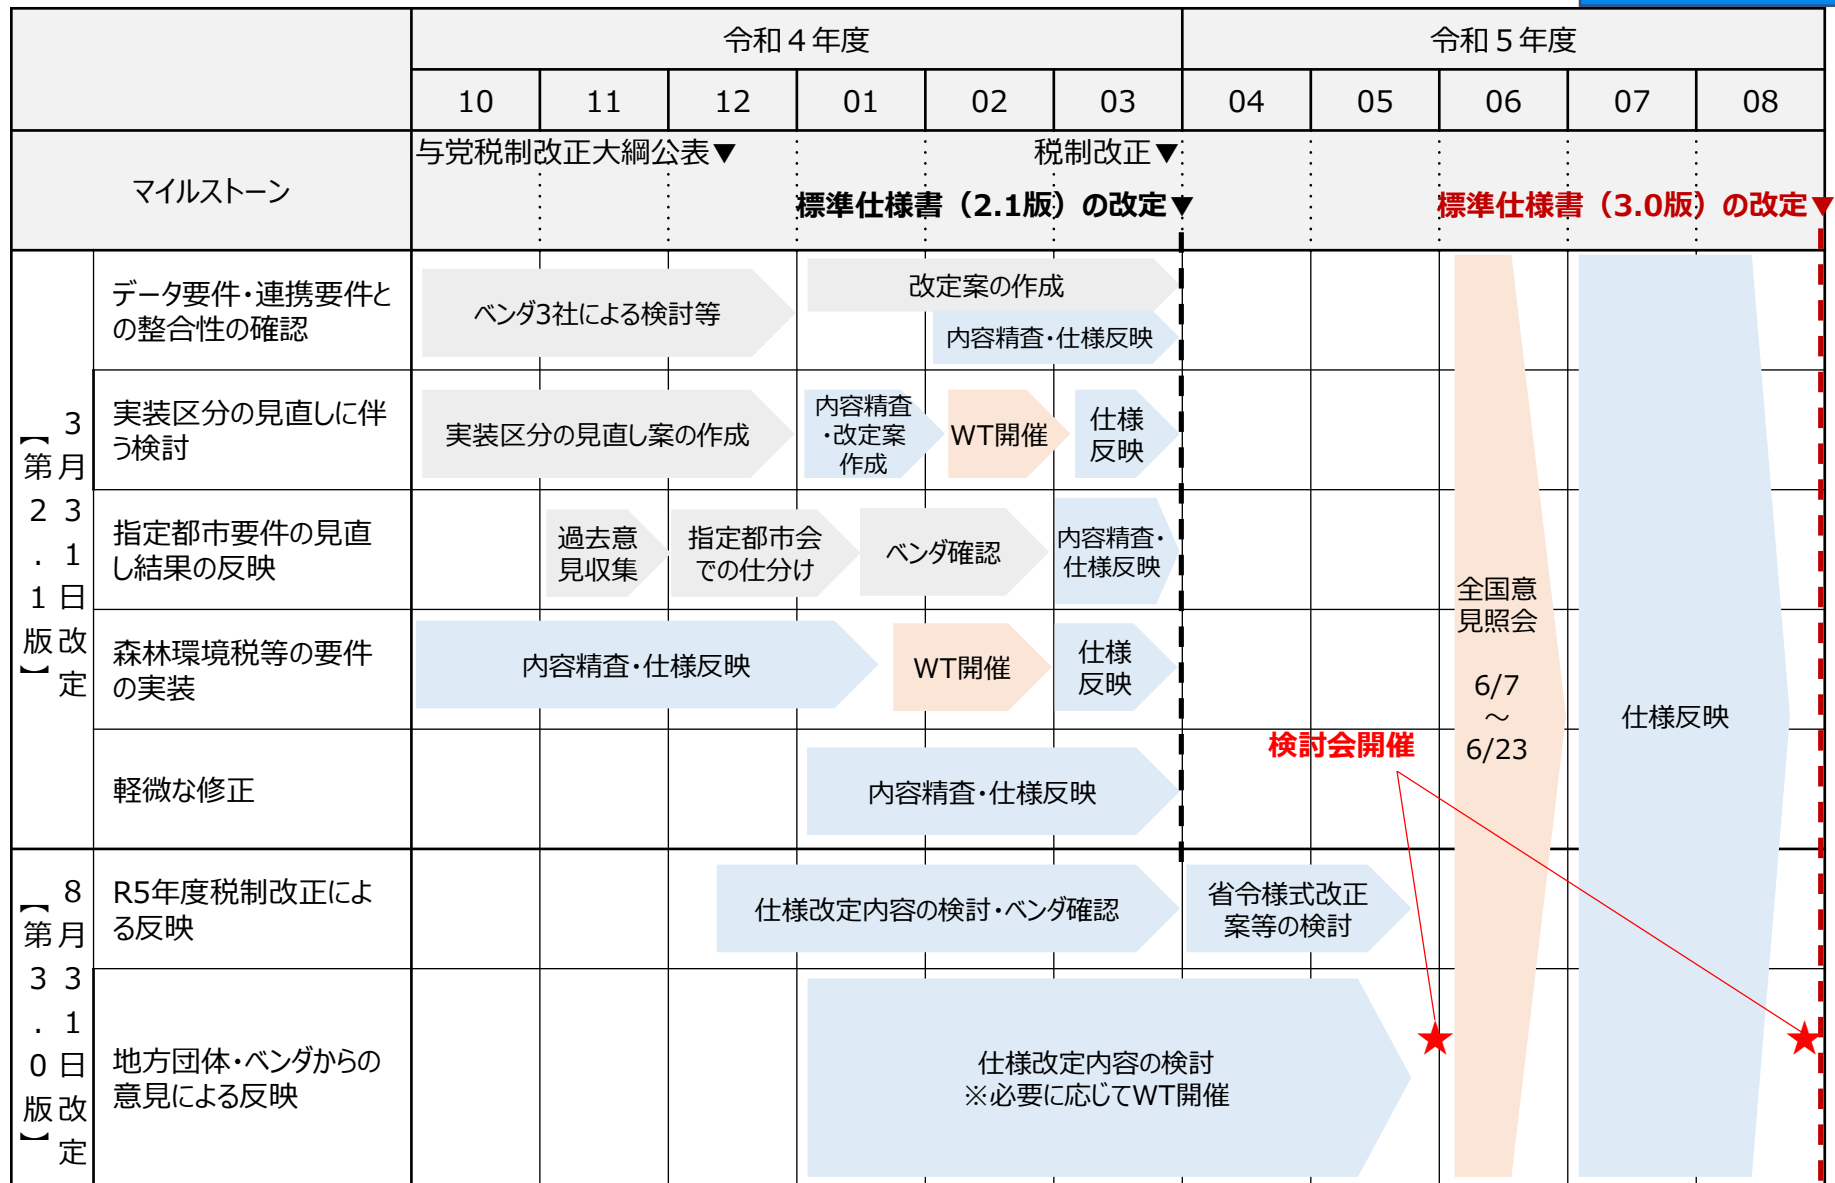 令和４年度
令和５年度
10
11
12
01
02
03
04
05
06
07
08
マイルストーン
与党税制改正大綱公表▼
税制改正▼
標準仕様書（2.1版）の改定▼
標準仕様書（3.0版）の改定▼
３月３１日改定
【第２．１版】
データ要件・連携要件と
の整合性の確認
ベンダ3社による検討等
改定案の作成
内容精査・仕様反映
実装区分の見直しに伴
う検討
実装区分の見直し案の作成
内容精査
・改定案
作成
WT開催
仕様
反映
指定都市要件の見直
し結果の反映
過去意
見収集
指定都市会
での仕分け
ベンダ確認
内容精査・
仕様反映
森林環境税等の要件
の実装
内容精査・仕様反映
WT開催
仕様
反映
軽微な修正
内容精査・仕様反映
検討会開催
全国意
見照会
6/7
～
6/23
仕様反映
８月３１日改定
【第３．０版】
R5年度税制改正によ
る反映
仕様改定内容の検討・ベンダ確認
省令様式改正
案等の検討
地方団体・ベンダからの
意見による反映
仕様改定内容の検討
※必要に応じてWT開催